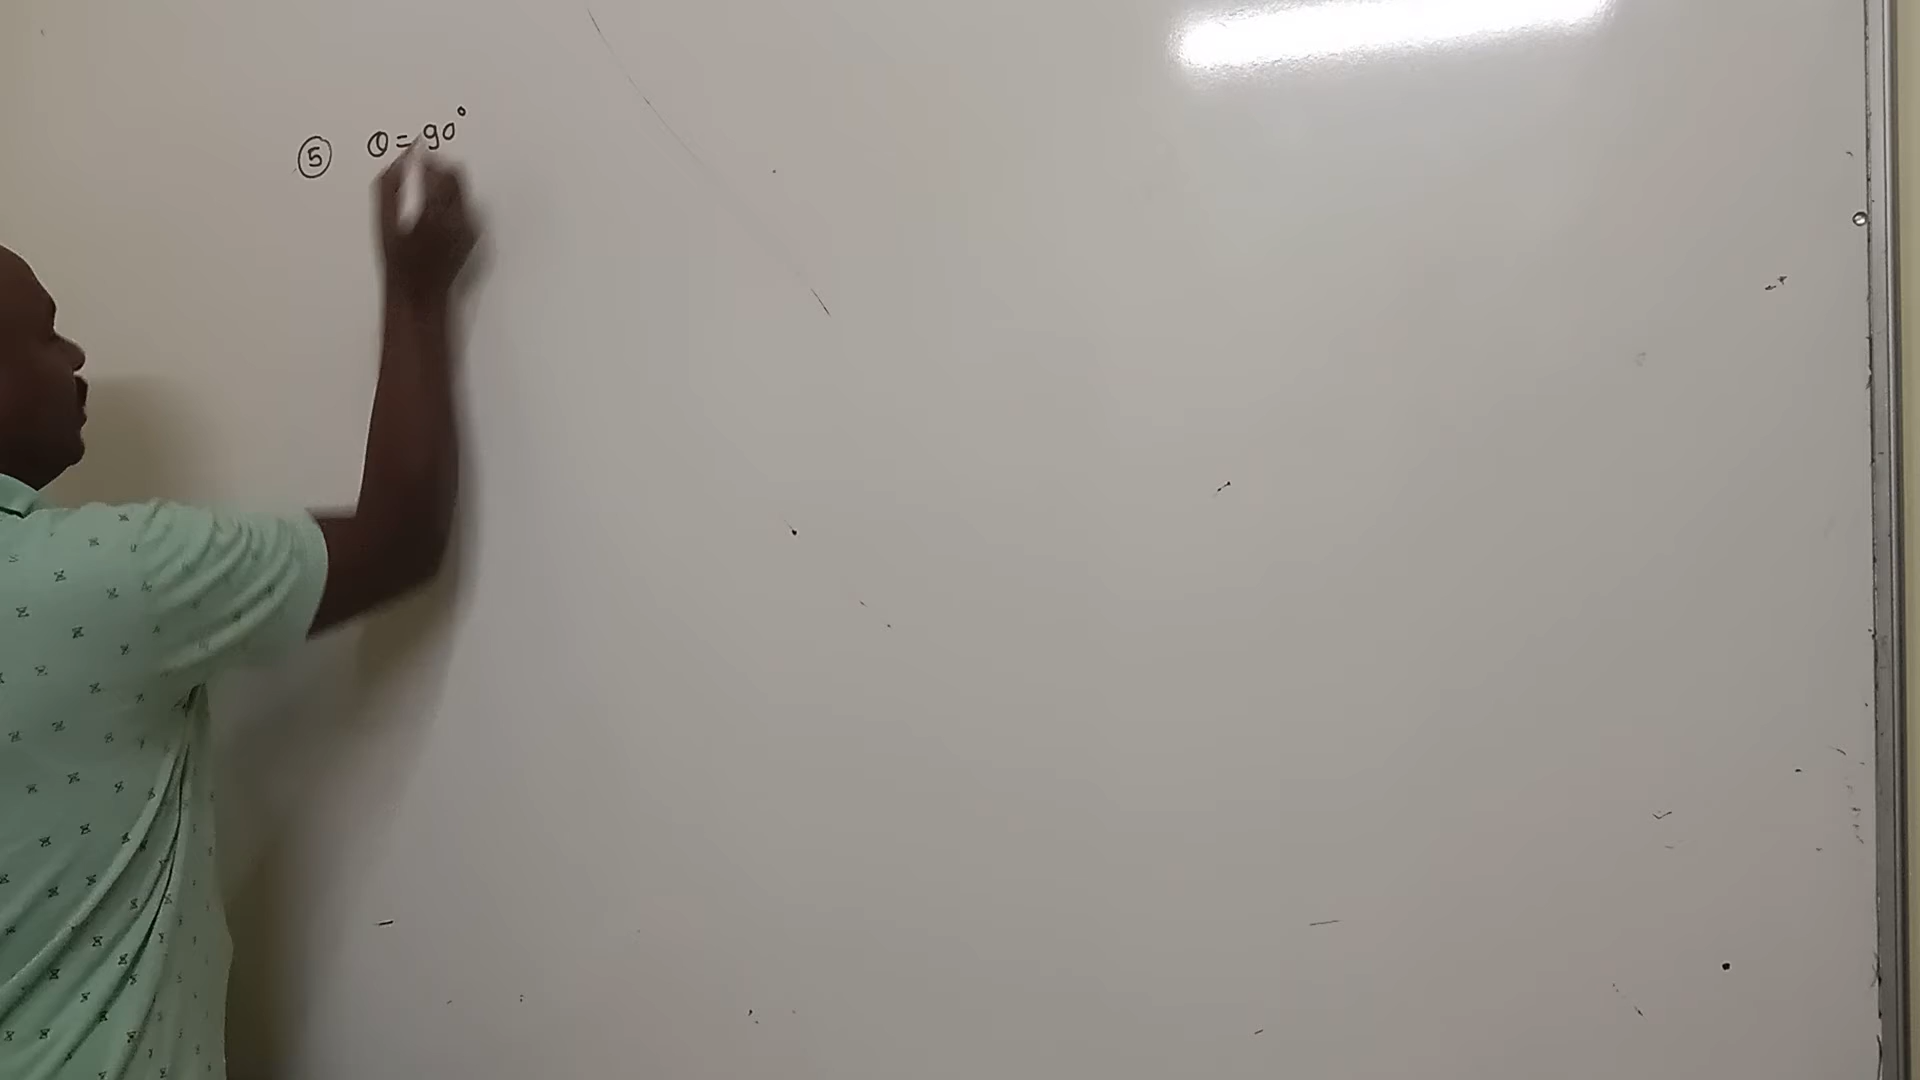 ⑤ θ = 90°